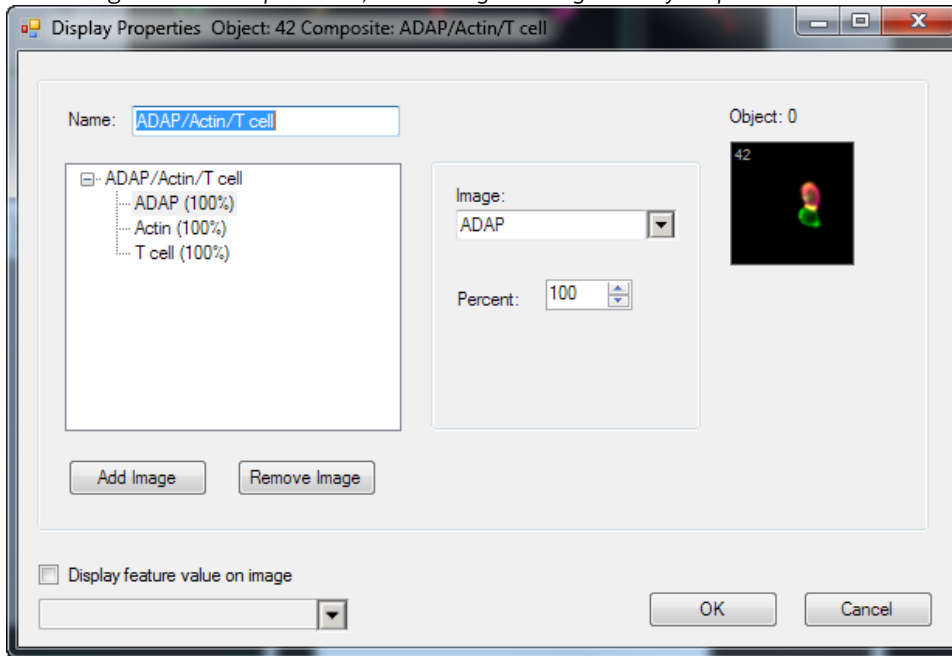 Display Properties Object: 42 Composite: ADAP/Actin/T cell
Name: ADAP/Actin/T cell
Object: 0
42
ADAP/Actin/T cell
ADAP (100%)
Actin (100%)
T cell (100%)
Image:
ADAP
Percent: 100
Add Image Remove Image
Display feature value on image
OK Cancel